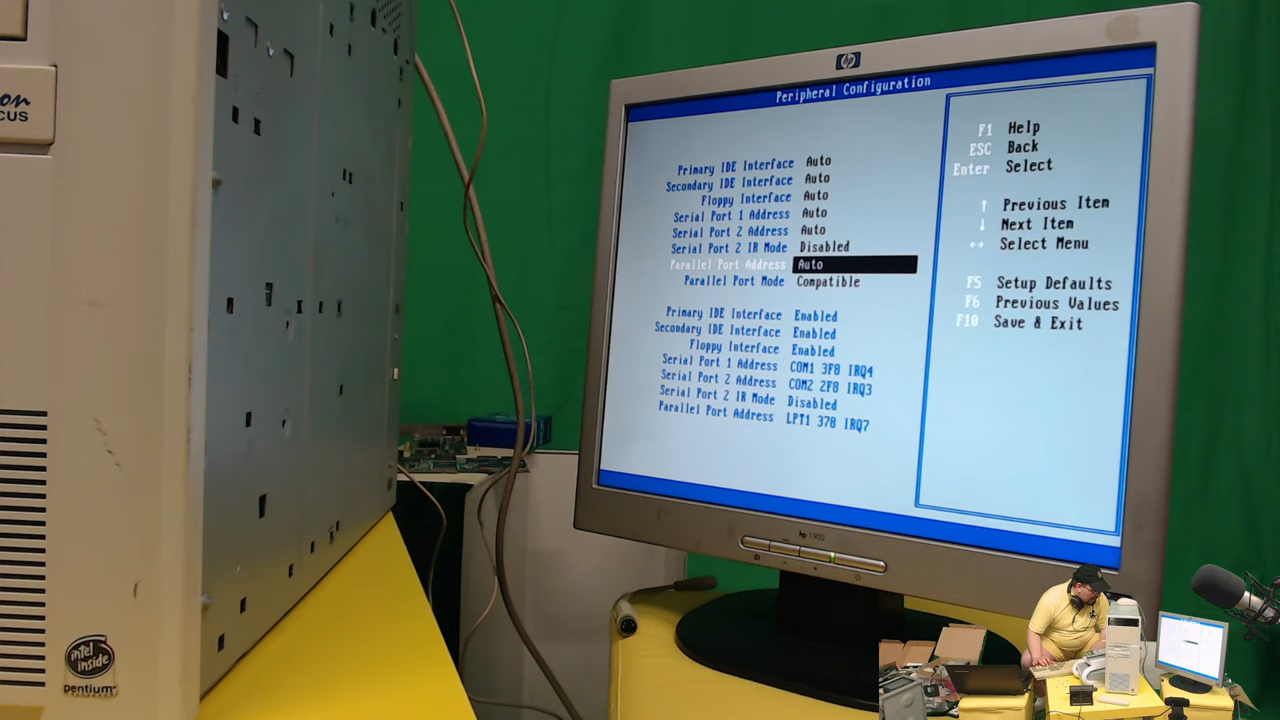 on
CUS
intel
inside
pentium
hp
Peripheral Configuration
Primary IDE Interface Auto
Secondary IDE Interface Auto
Floppy Interface Auto
Serial Port 1 Address Auto
Serial Port 2 Address Auto
Serial Port 2 IR Mode Disabled
Parallel Port Address Auto
Parallel Port Mode Compatible
Primary IDE Interface Enabled
Secondary IDE Interface Enabled
Floppy Interface Enabled
Serial Port 1 Address COM1 3F8 IRQ4
Serial Port 2 Address COM2 2F8 IRQ3
Serial Port 2 IR Mode Disabled
Parallel Port Address LPT1 378 IRQ7
F1 Help
ESC Back
Enter Select
↑ Previous Item
↓ Next Item
↔ Select Menu
F5 Setup Defaults
F6 Previous Values
F10 Save & Exit
hp 1902